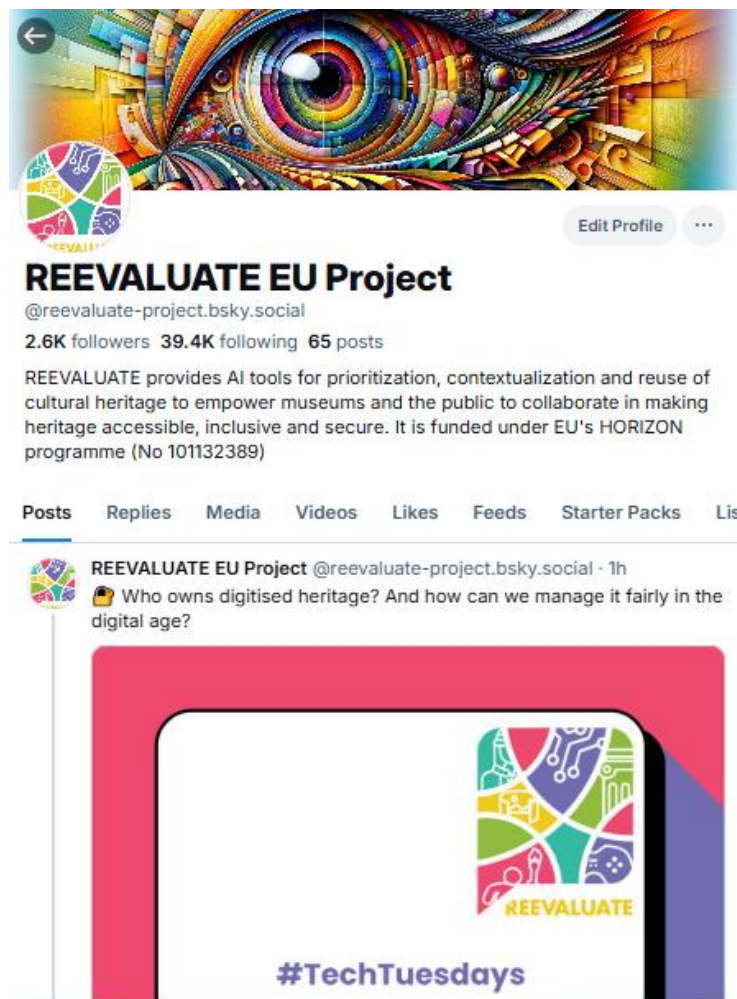 Edit Profile ...
REEVALUATE EU Project
@reevaluate-project.bsky.social
2.6K followers 39.4K following 65 posts
REEVALUATE provides AI tools for prioritization, contextualization and reuse of
cultural heritage to empower museums and the public to collaborate in making
heritage accessible, inclusive and secure. It is funded under EU's HORIZON
programme (No 101132389)
Posts Replies Media Videos Likes Feeds Starter Packs
REEVALUATE EU Project @reevaluate-project.bsky.social · 1h
🔐 Who owns digitised heritage? And how can we manage it fairly in the
digital age?
REEVALUATE
#TechTuesdays